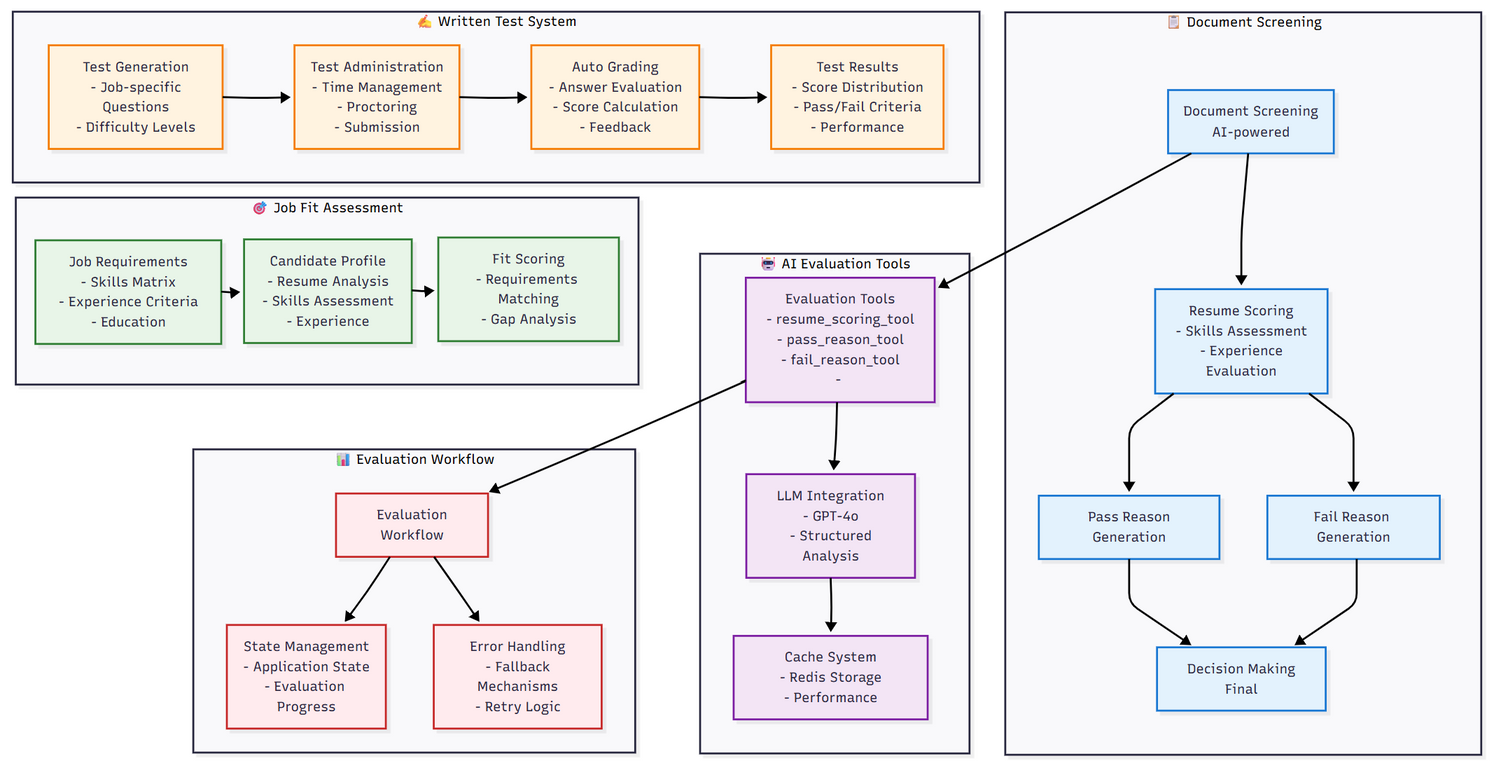 ✍️ Written Test System
Test Generation
- Job-specific
Questions
- Difficulty Levels
Test Administration
- Time Management
- Proctoring
- Submission
Auto Grading
- Answer Evaluation
- Score Calculation
- Feedback
Test Results
- Score Distribution
- Pass/Fail Criteria
- Performance
🎯 Job Fit Assessment
Job Requirements
- Skills Matrix
- Experience Criteria
- Education
Candidate Profile
- Resume Analysis
- Skills Assessment
- Experience
Fit Scoring
- Requirements
Matching
- Gap Analysis
📊 Evaluation Workflow
Evaluation
Workflow
State Management
- Application State
- Evaluation
Progress
Error Handling
- Fallback
Mechanisms
- Retry Logic
🤖 AI Evaluation Tools
Evaluation Tools
- resume_scoring_tool
- pass_reason_tool
- fail_reason_tool
-
LLM Integration
- GPT-4o
- Structured
Analysis
Cache System
- Redis Storage
- Performance
📋 Document Screening
Document Screening
AI-powered
Resume Scoring
- Skills Assessment
- Experience
Evaluation
Pass Reason
Generation
Fail Reason
Generation
Decision Making
Final